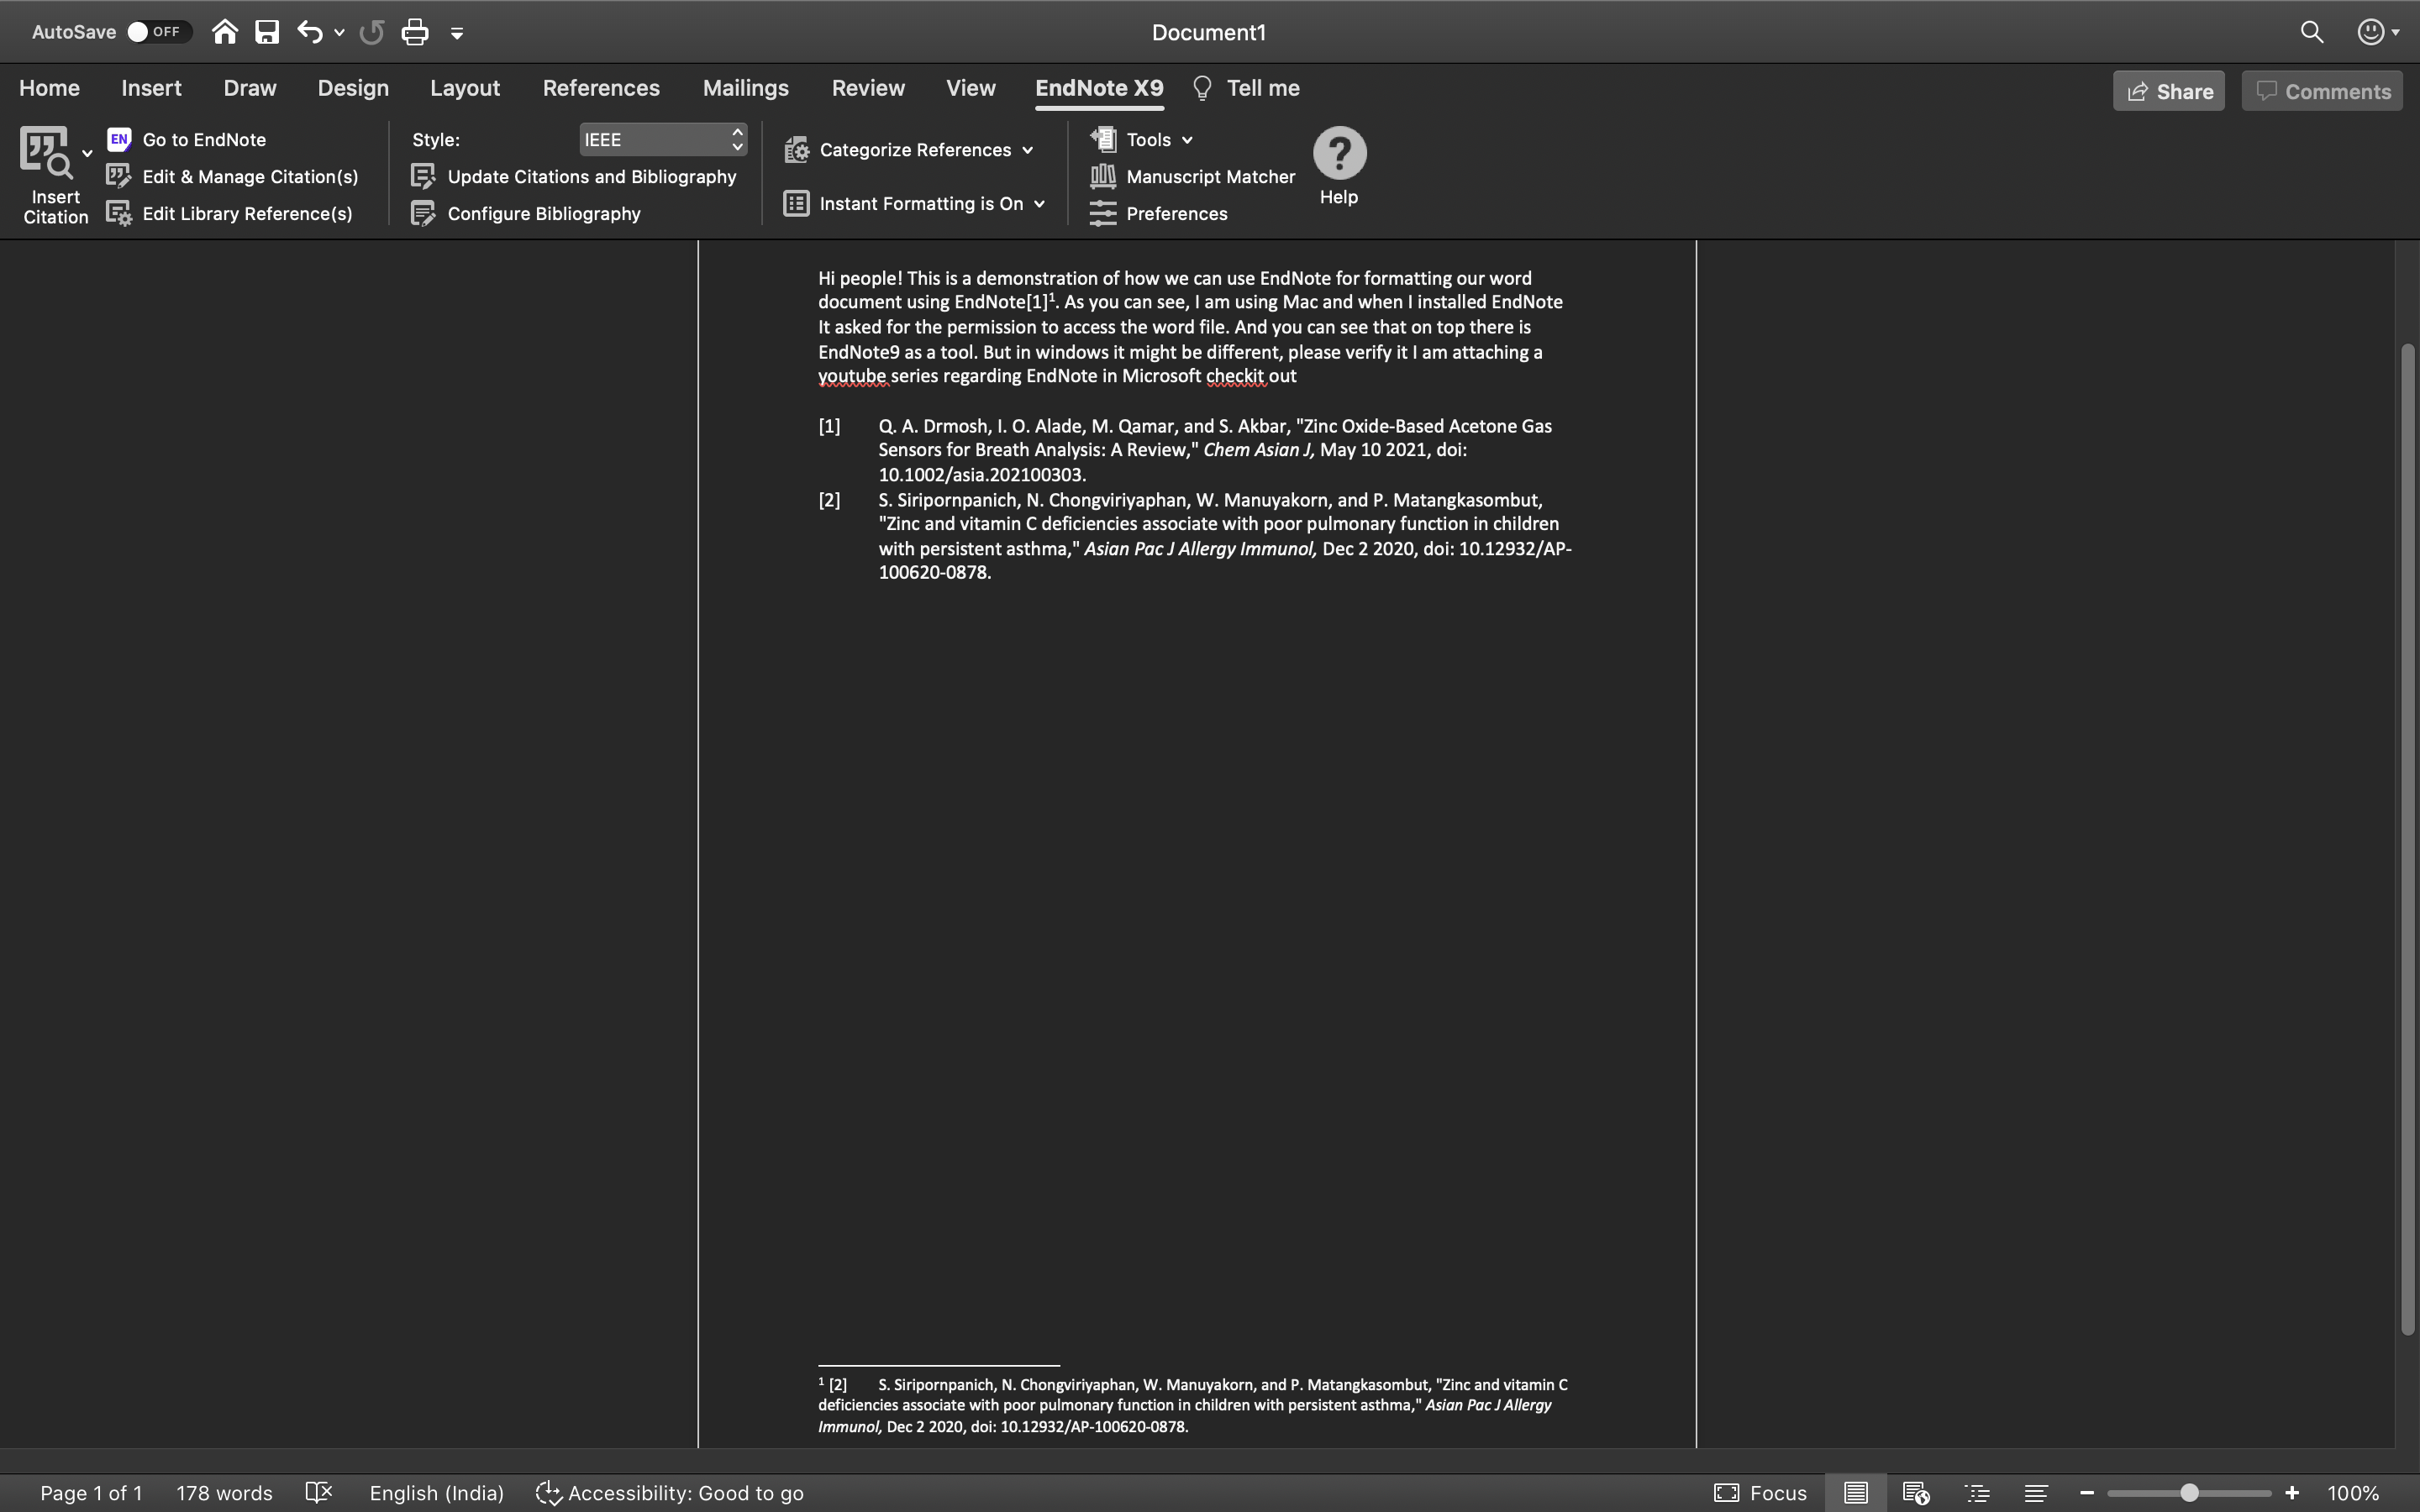 AutoSave OFF Document1
Home Insert Draw Design Layout References Mailings Review View EndNote X9 Tell me Share Comments
Insert Citation
EN Go to EndNote
Edit & Manage Citation(s)
Edit Library Reference(s)
Style: IEEE
Update Citations and Bibliography
Configure Bibliography
Categorize References
Instant Formatting is On
Tools
Manuscript Matcher
Preferences
? Help
Hi people! This is a demonstration of how we can use EndNote for formatting our word
document using EndNote[1]¹. As you can see, I am using Mac and when I installed EndNote
It asked for the permission to access the word file. And you can see that on top there is
EndNote9 as a tool. But in windows it might be different, please verify it I am attaching a
youtube series regarding EndNote in Microsoft checkit out
[1] Q. A. Drmosh, I. O. Alade, M. Qamar, and S. Akbar, "Zinc Oxide-Based Acetone Gas
Sensors for Breath Analysis: A Review," Chem Asian J, May 10 2021, doi:
10.1002/asia.202100303.
[2] S. Siripornpanich, N. Chongviriyaphan, W. Manuyakorn, and P. Matangkasombut,
"Zinc and vitamin C deficiencies associate with poor pulmonary function in children
with persistent asthma," Asian Pac J Allergy Immunol, Dec 2 2020, doi: 10.12932/AP-
100620-0878.
¹ [2] S. Siripornpanich, N. Chongviriyaphan, W. Manuyakorn, and P. Matangkasombut, "Zinc and vitamin C
deficiencies associate with poor pulmonary function in children with persistent asthma," Asian Pac J Allergy
Immunol, Dec 2 2020, doi: 10.12932/AP-100620-0878.
Page 1 of 1 178 words English (India) Accessibility: Good to go Focus 100%